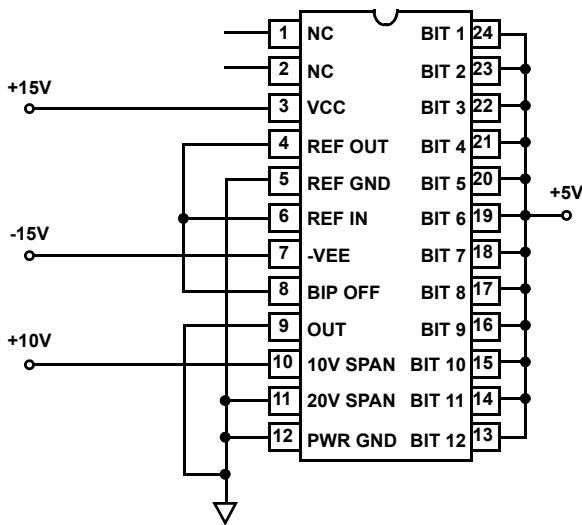 1 NC BIT 1 24
2 NC BIT 2 23
+15V
3 VCC BIT 3 22
4 REF OUT BIT 4 21
5 REF GND BIT 5 20
+5V
6 REF IN BIT 6 19
-15V
7 -VEE BIT 7 18
8 BIP OFF BIT 8 17
9 OUT BIT 9 16
+10V
10 10V SPAN BIT 10 15
11 20V SPAN BIT 11 14
12 PWR GND BIT 12 13